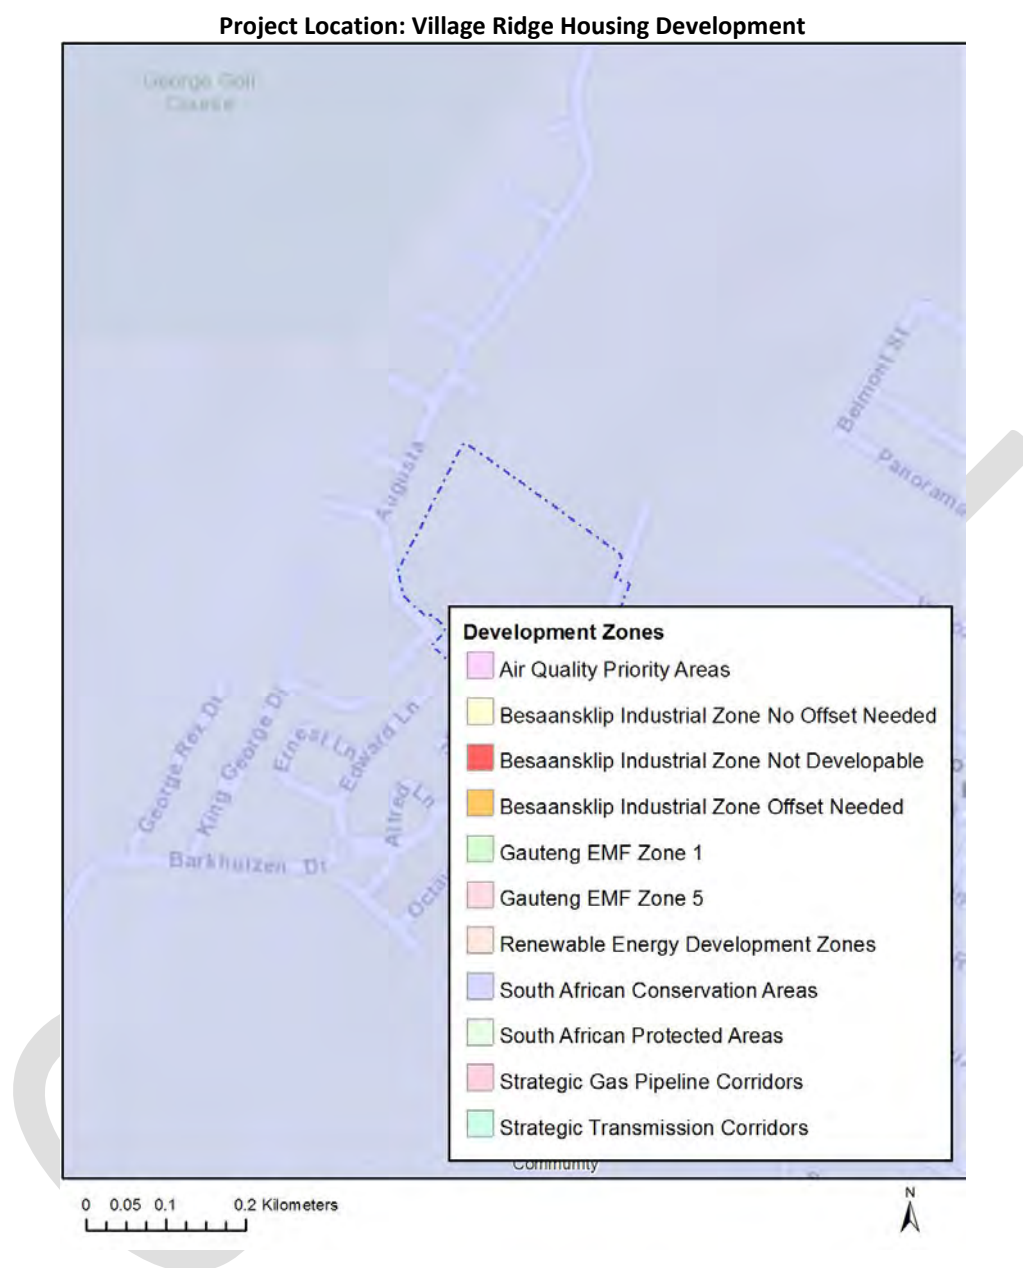 Project Location: Village Ridge Housing Development
George Golf
Course
Belmont St
Panorama
Augusta
George Rex Dr
King George Dr
Ernest Ln
Edward Ln
Alfred Ln
Barkhuizen Dr
Octav
Development Zones
Air Quality Priority Areas
Besaansklip Industrial Zone No Offset Needed
Besaansklip Industrial Zone Not Developable
Besaansklip Industrial Zone Offset Needed
Gauteng EMF Zone 1
Gauteng EMF Zone 5
Renewable Energy Development Zones
South African Conservation Areas
South African Protected Areas
Strategic Gas Pipeline Corridors
Strategic Transmission Corridors
Community
0 0.05 0.1 0.2 Kilometers
N